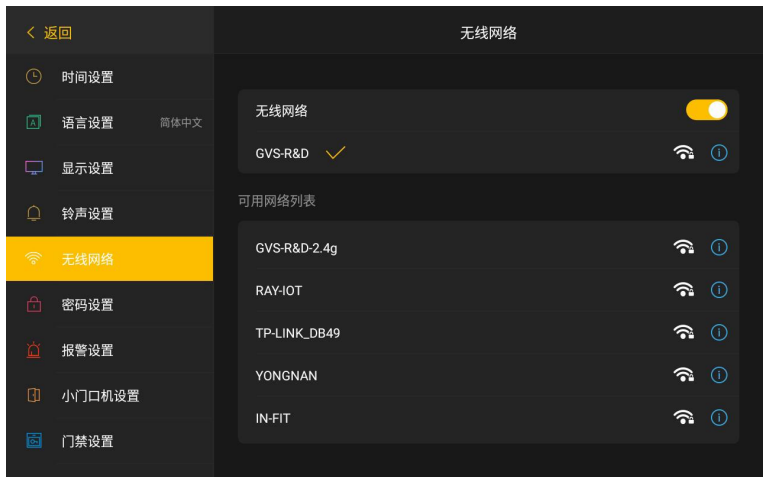 返回
时间设置
语言设置 简体中文
显示设置
铃声设置
无线网络
密码设置
报警设置
小门口机设置
门禁设置
无线网络
无线网络
GVS-R&D
可用网络列表
GVS-R&D-2.4g
RAY-IOT
TP-LINK_DB49
YONGNAN
IN-FIT